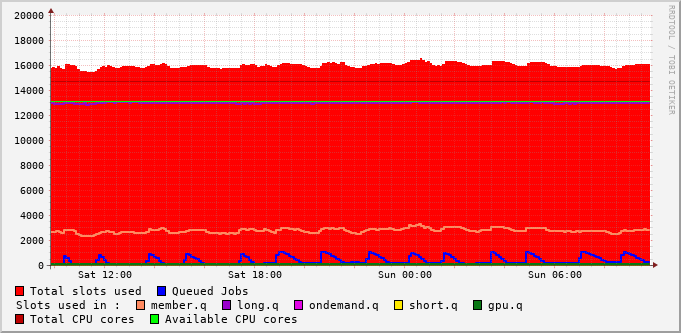 20000
18000
16000
14000
12000
10000
8000
6000
4000
2000
0
Sat 12:00 Sat 18:00 Sun 00:00 Sun 06:00
RRDTOOL / TOBI OETIKER
Total slots used Queued Jobs
Slots used in : member.q long.q ondemand.q short.q gpu.q
Total CPU cores Available CPU cores